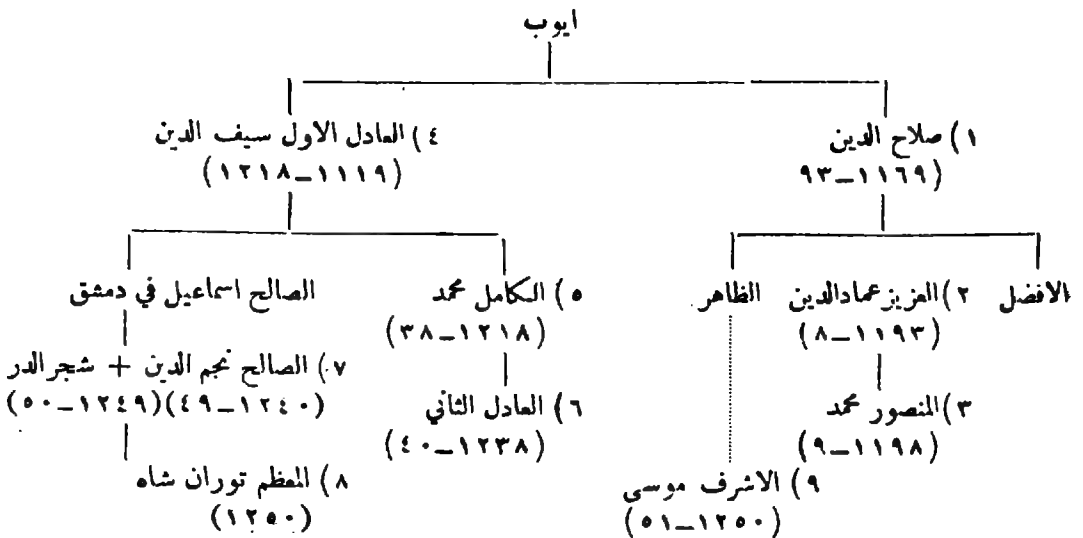 ايوب
١) صلاح الدين
٤) العادل الاول سيف الدين
(١١٦٩—٩٣
(١١١٩—١٢١٨)
الافضل
٢) العزيز عماد الدين
الظاهر
٥) الكامل محمد
الصالح اسماعيل في دمشق
(١١٩٣—٨)
(١٢١٨—٣٨)
٧) الصالح نجم الدين + شجر الدر
٣) المنصور محمد
٦) العادل الثاني
(١٢٤٠—٤٩)(١٢٤٩—٥٠)
(١١٩٨—٩)
(١٢٣٨—٤٠)
٩) الاشرف موسى
٨) المعظم توران شاه
(١٢٥٠—٥١)
(١٢٥٠)